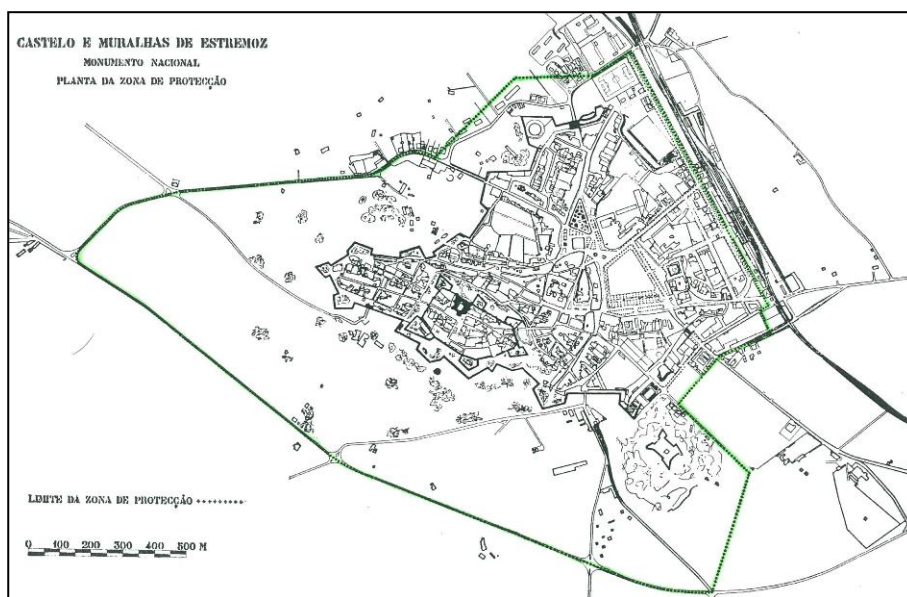 CASTELO E MURALHAS DE ESTREMOZ
MONUMENTO NACIONAL
PLANTA DA ZONA DE PROTECÇÃO
LIMITE DA ZONA DE PROTECÇÃO
0 100 200 300 400 500 M